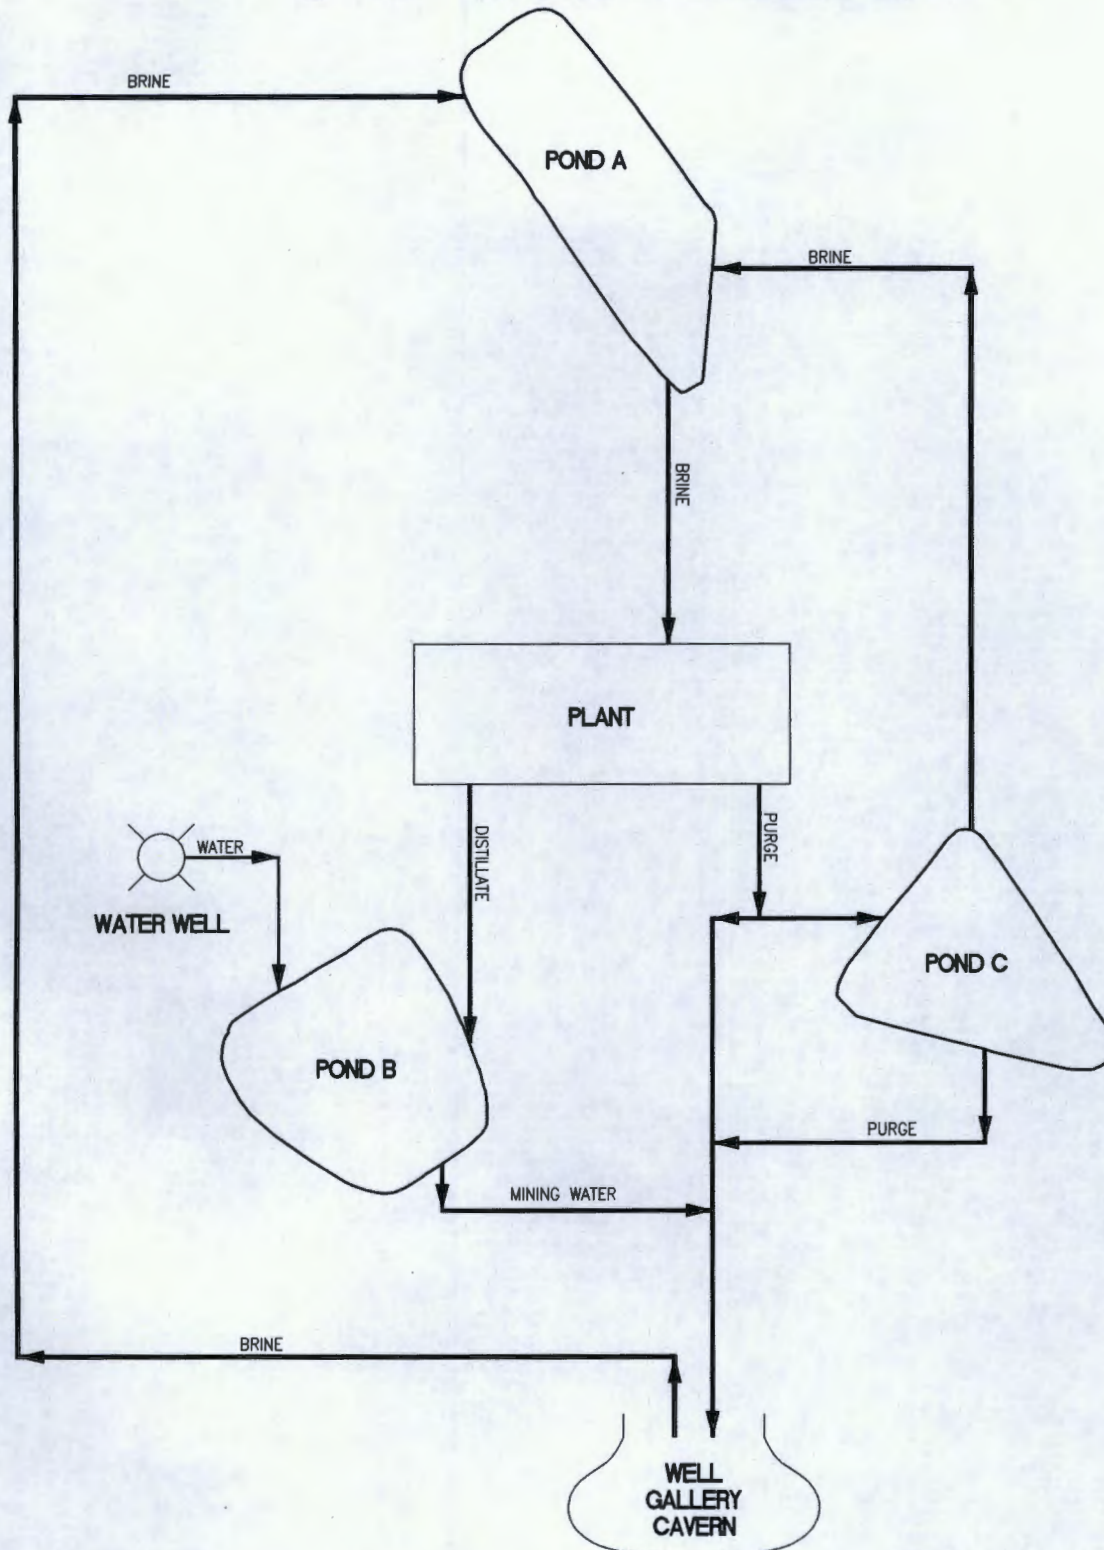 BRINE
POND A
BRINE
BRINE
PLANT
DISTILLATE
PURGE
WATER
WATER WELL
POND C
POND B
PURGE
MINING WATER
BRINE
WELL
GALLERY
CAVERN